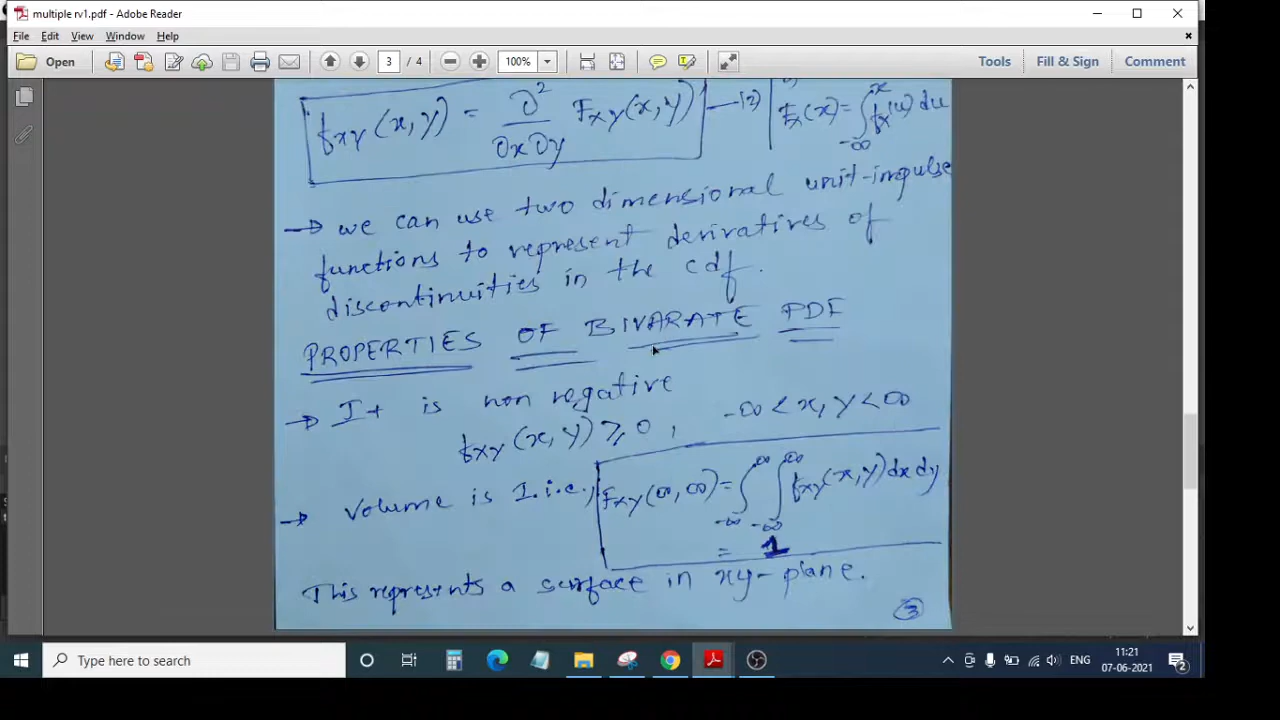 multiple rv1.pdf - Adobe Reader
File Edit View Window Help
Open 3 / 4 100% Tools Fill & Sign Comment
fxy(x,y) = ∂² / ∂x∂y Fxy(x,y) —(2) Fx(x) = ∫_{-∞}^{x} fx(u) du
→ we can use two dimensional unit-impulse
functions to represent derivatives of
discontinuities in the cdf.
PROPERTIES OF BIVARATE PDF
→ It is non negative
fxy(x,y) ≥ 0, -∞ < x, y < ∞
→ Volume is 1. i.e., Fxy(∞,∞) = ∫_{-∞}^{∞} ∫_{-∞}^{∞} fxy(x,y) dx dy
= 1
This represents a surface in xy-plane.
3
Type here to search
ENG
11:21
07-06-2021
2